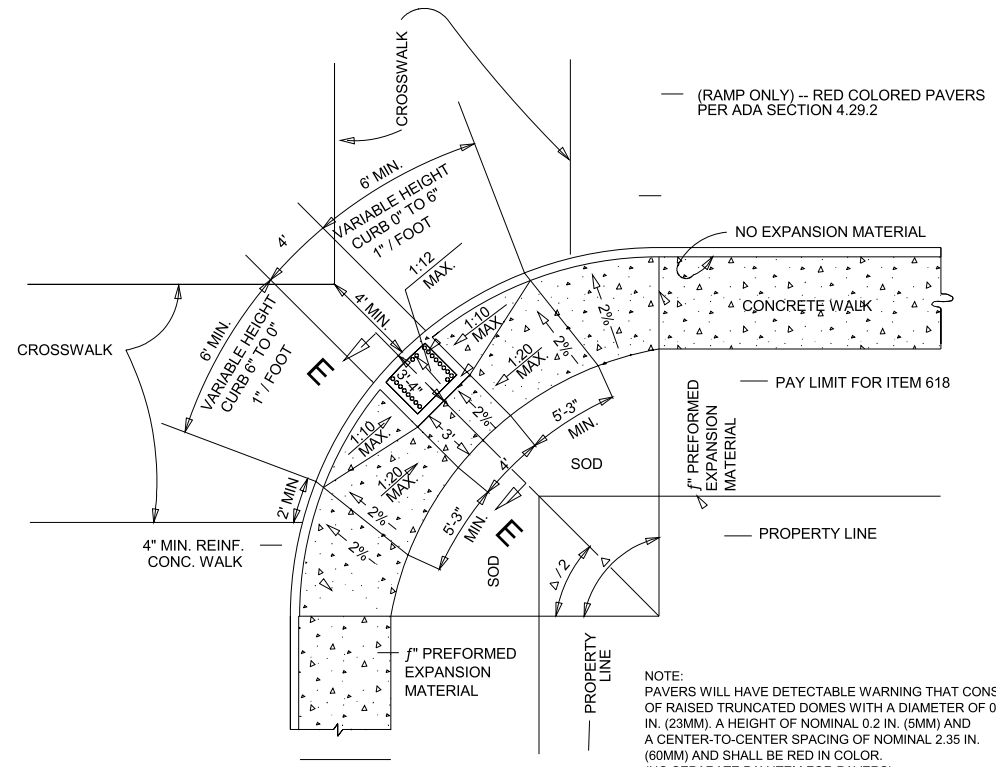 CROSSWALK
(RAMP ONLY) -- RED COLORED PAVERS
PER ADA SECTION 4.29.2
6' MIN.
VARIABLE HEIGHT
CURB 0" TO 6"
1" / FOOT
4'
1:12
MAX.
NO EXPANSION MATERIAL
4' MIN.
1:10
MAX
2%
CONCRETE WALK
CROSSWALK
6' MIN.
VARIABLE HEIGHT
CURB 6" TO 0"
1" / FOOT
E
3'-4"
1:20
MAX.
2%
PAY LIMIT FOR ITEM 618
5'-3"
MIN.
2%
3'
4'
SOD
ƒ" PREFORMED
EXPANSION
MATERIAL
1:10
MAX.
1:20
MAX.
2' MIN
2%
2%
5'-3"
MIN.
E
SOD
4" MIN. REINF.
CONC. WALK
PROPERTY LINE
△ / 2
△
ƒ" PREFORMED
EXPANSION
MATERIAL
PROPERTY
LINE
NOTE:
PAVERS WILL HAVE DETECTABLE WARNING THAT CONS
OF RAISED TRUNCATED DOMES WITH A DIAMETER OF 0
IN. (23MM). A HEIGHT OF NOMINAL 0.2 IN. (5MM) AND
A CENTER-TO-CENTER SPACING OF NOMINAL 2.35 IN.
(60MM) AND SHALL BE RED IN COLOR.